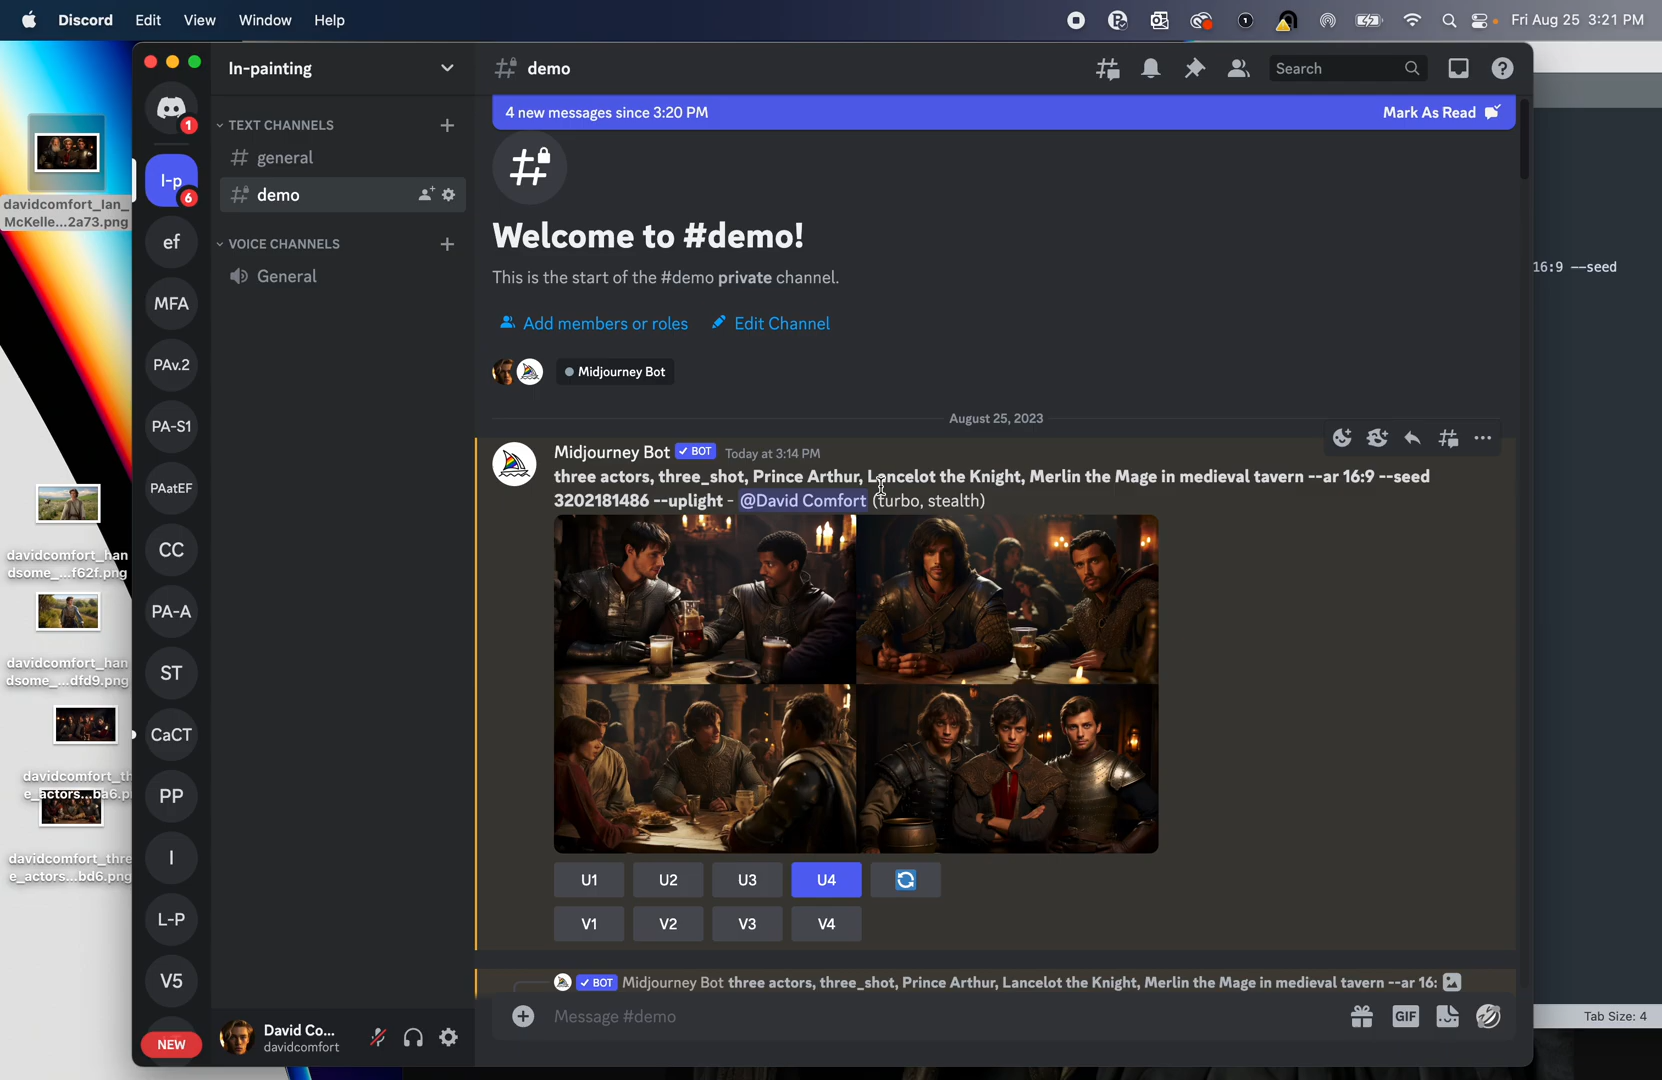 Discord Edit View Window Help
Fri Aug 25 3:21 PM
davidcomfort_Ian_
McKelle...2a73.png
davidcomfort_han
dsome_...f62f.png
davidcomfort_han
dsome_...dfd9.png
davidcomfort_th
e_actors...ba6.p
davidcomfort_thre
e_actors...bd6.png
1
I-p
6
ef
MFA
PAv.2
PA-S1
PAatEF
CC
PA-A
ST
CaCT
PP
I
L-P
V5
NEW
In-painting
TEXT CHANNELS
general
demo
VOICE CHANNELS
General
David Co...
davidcomfort
demo
Search
4 new messages since 3:20 PM
Mark As Read
Welcome to #demo!
This is the start of the #demo private channel.
Add members or roles
Edit Channel
Midjourney Bot
August 25, 2023
Midjourney Bot ✓ BOT Today at 3:14 PM
three actors, three_shot, Prince Arthur, Lancelot the Knight, Merlin the Mage in medieval tavern --ar 16:9 --seed
3202181486 --uplight - @David Comfort (turbo, stealth)
U1 U2 U3 U4
V1 V2 V3 V4
✓ BOT Midjourney Bot three actors, three_shot, Prince Arthur, Lancelot the Knight, Merlin the Mage in medieval tavern --ar 16:
Message #demo
GIF
16:9 --seed
Tab Size: 4